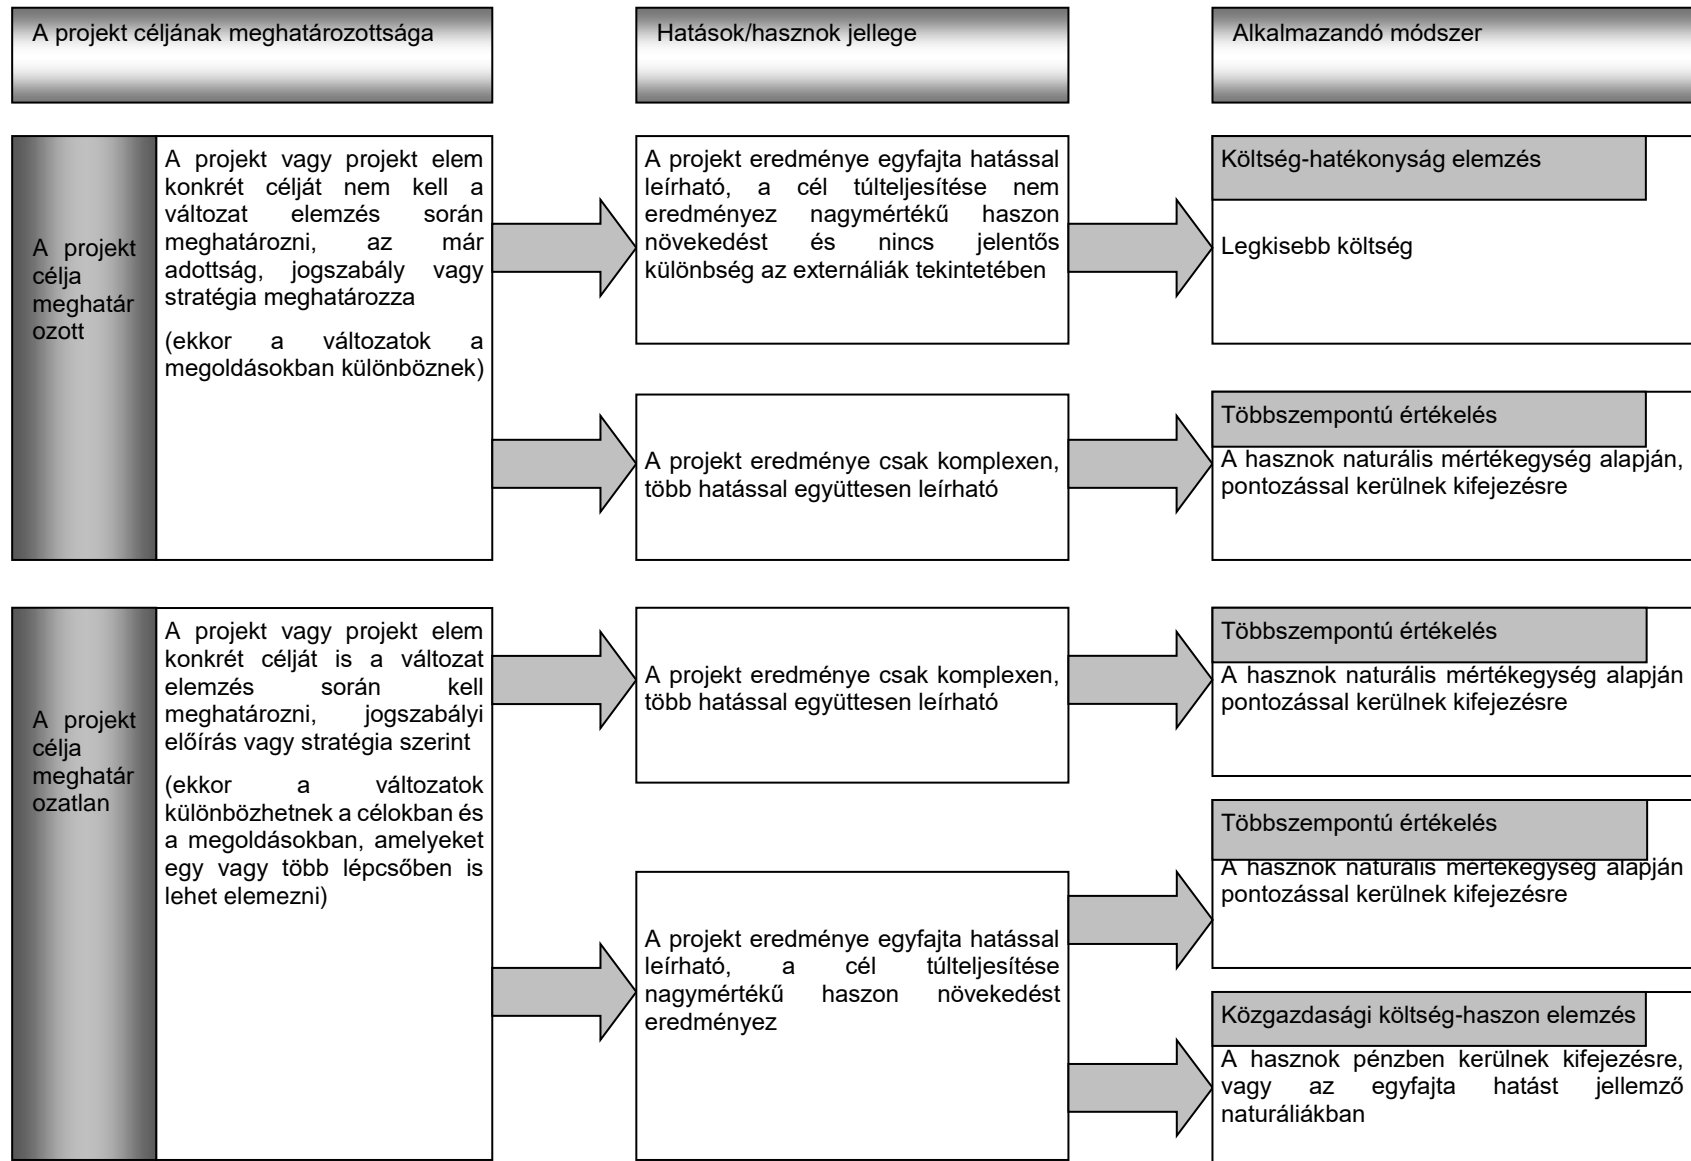 A projekt céljának meghatározottsága
Hatások/hasznok jellege
Alkalmazandó módszer
A projekt
célja
meghatár
ozott
A projekt vagy projekt elem
konkrét célját nem kell a
változat elemzés során
meghatározni, az már
adottság, jogszabály vagy
stratégia meghatározza
(ekkor a változatok a
megoldásokban különböznek)
A projekt eredménye egyfajta hatással
leírható, a cél túlteljesítése nem
eredményez nagymértékű haszon
növekedést és nincs jelentős
különbség az externáliák tekintetében
Költség-hatékonyság elemzés
Legkisebb költség
A projekt eredménye csak komplexen,
több hatással együttesen leírható
Többszempontú értékelés
A hasznok naturális mértékegység alapján,
pontozással kerülnek kifejezésre
A projekt
célja
meghatár
ozatlan
A projekt vagy projekt elem
konkrét célját is a változat
elemzés során kell
meghatározni, jogszabályi
előírás vagy stratégia szerint
(ekkor a változatok
különbözhetnek a célokban és
a megoldásokban, amelyeket
egy vagy több lépcsőben is
lehet elemezni)
A projekt eredménye csak komplexen,
több hatással együttesen leírható
Többszempontú értékelés
A hasznok naturális mértékegység alapján
pontozással kerülnek kifejezésre
A projekt eredménye egyfajta hatással
leírható, a cél túlteljesítése
nagymértékű haszon növekedést
eredményez
Többszempontú értékelés
A hasznok naturális mértékegység alapján
pontozással kerülnek kifejezésre
Közgazdasági költség-haszon elemzés
A hasznok pénzben kerülnek kifejezésre,
vagy az egyfajta hatást jellemző
naturáliákban